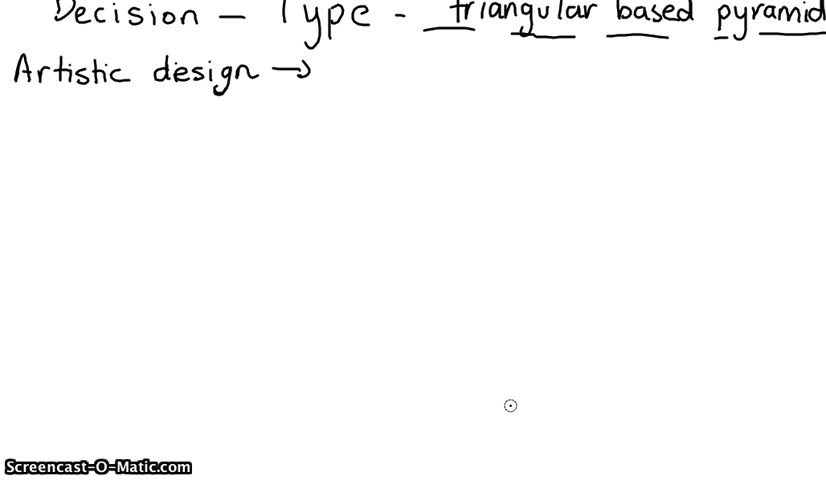 Decision – Type - triangular based pyramid
Artistic design →
Screencast-O-Matic.com